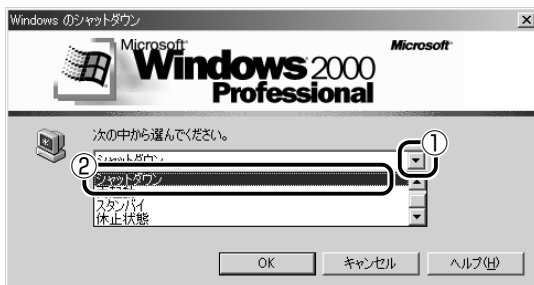 Windows のシャットダウン
Microsoft
Windows 2000
Professional
Microsoft
次の中から選んでください。
シャットダウン
①
②
シャットダウン
スタンバイ
休止状態
OK
キャンセル
ヘルプ(H)